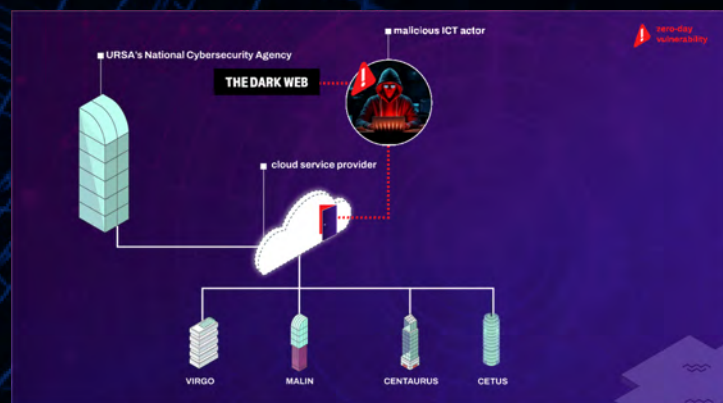 malicious ICT actor
zero-day
vulnerability
URSA's National Cybersecurity Agency
THE DARK WEB
cloud service provider
VIRGO
MALIN
CENTAURUS
CETUS